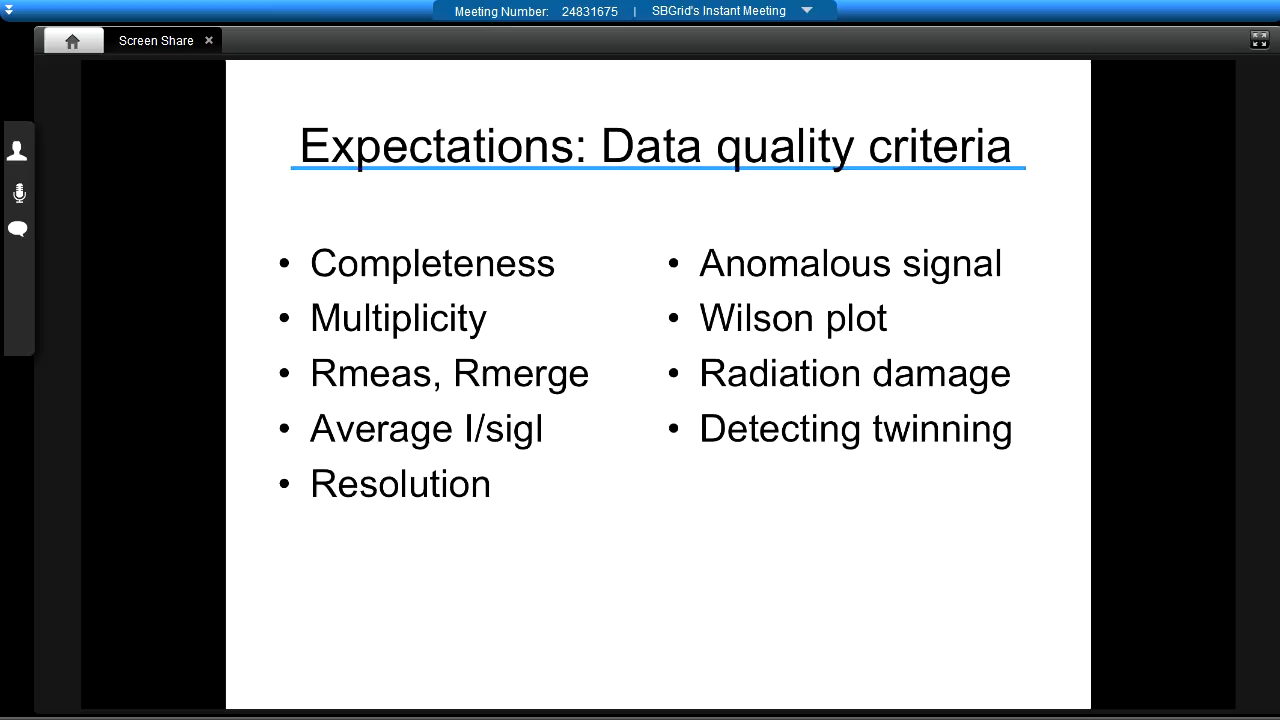 Meeting Number: 24831675 | SBGrid's Instant Meeting
Screen Share
Expectations: Data quality criteria
• Completeness
• Multiplicity
• Rmeas, Rmerge
• Average I/sigI
• Resolution
• Anomalous signal
• Wilson plot
• Radiation damage
• Detecting twinning